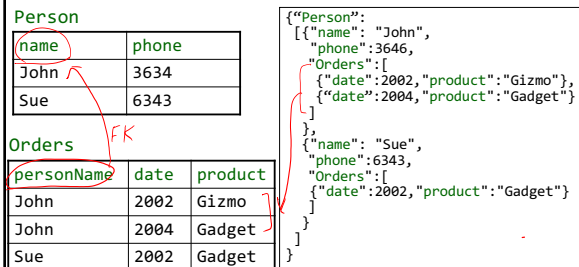 Person
name phone
John 3634
Sue 6343
FK
Orders
personName date product
John 2002 Gizmo
John 2004 Gadget
Sue 2002 Gadget
{“Person”:
[{"name": "John",
"phone":3646,
"Orders":[
{"date":2002,"product":"Gizmo"},
{“date”:2004,"product":"Gadget"}
]
},
{"name": "Sue",
"phone":6343,
"Orders":[
{"date":2002,"product":"Gadget"}
]
}
]
}